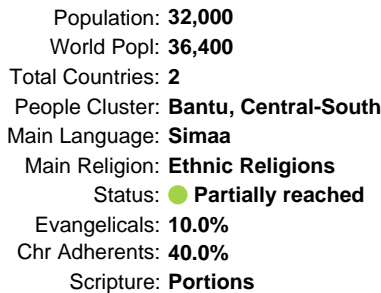 Population: 32,000
World Popl: 36,400
Total Countries: 2
People Cluster: Bantu, Central-South
Main Language: Simaa
Main Religion: Ethnic Religions
Status: Partially reached
Evangelicals: 10.0%
Chr Adherents: 40.0%
Scripture: Portions